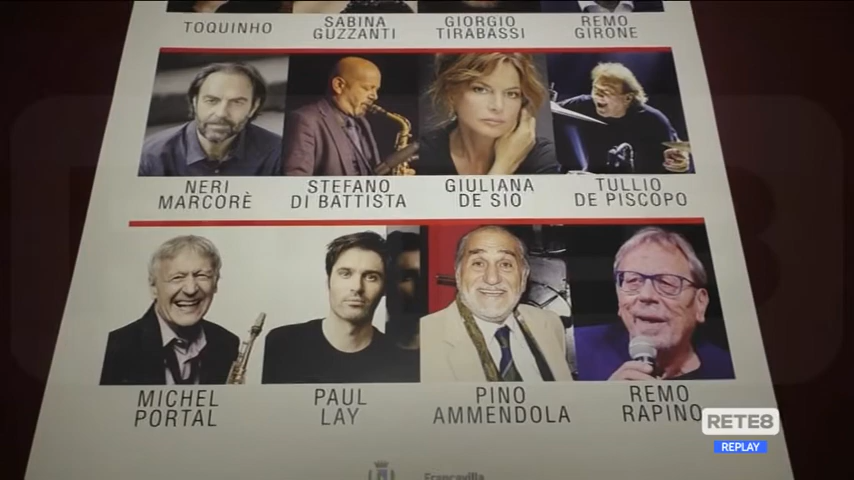 TOQUINHO
SABINA
GUZZANTI
GIORGIO
TIRABASSI
REMO
GIRONE
NERI
MARCORÈ
STEFANO
DI BATTISTA
GIULIANA
DE SIO
TULLIO
DE PISCOPO
MICHEL
PORTAL
PAUL
LAY
PINO
AMMENDOLA
REMO
RAPINO
RETE8
REPLAY
Francavilla